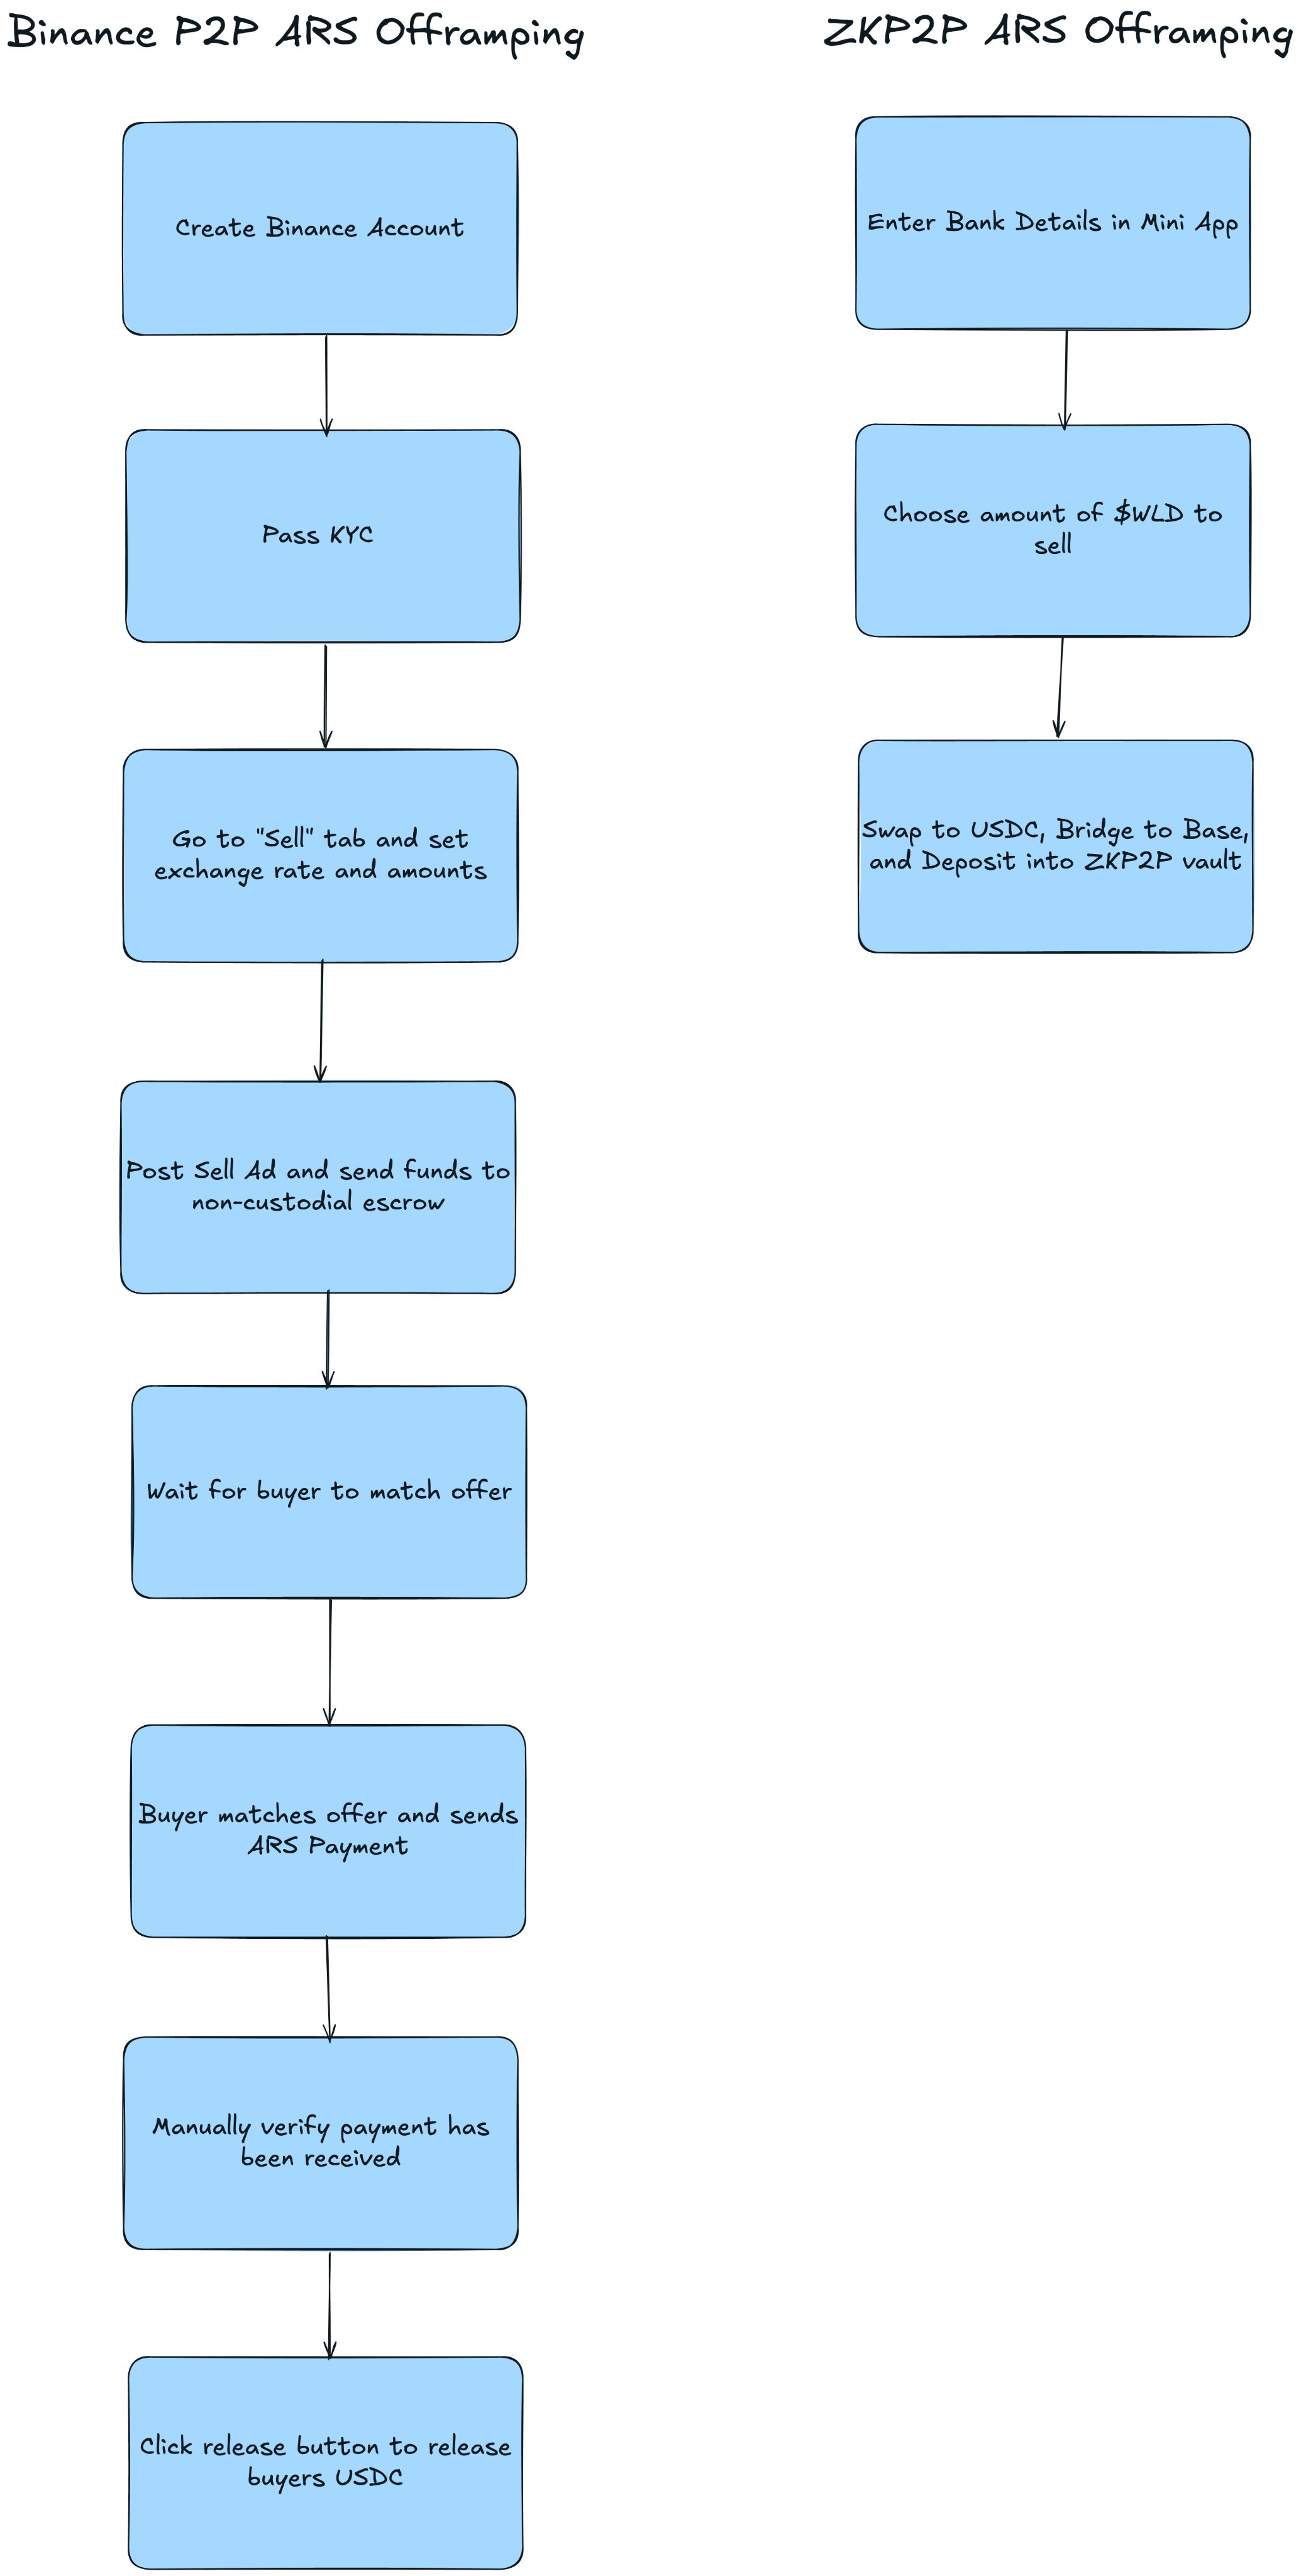 Binance P2P ARS Offramping
Create Binance Account
Pass KYC
Go to "Sell" tab and set
exchange rate and amounts
Post Sell Ad and send funds to
non-custodial escrow
Wait for buyer to match offer
Buyer matches offer and sends
ARS Payment
Manually verify payment has
been received
Click release button to release
buyers USDC
ZKP2P ARS Offramping
Enter Bank Details in Mini App
Choose amount of $WLD to
sell
Swap to USDC, Bridge to Base,
and Deposit into ZKP2P vault